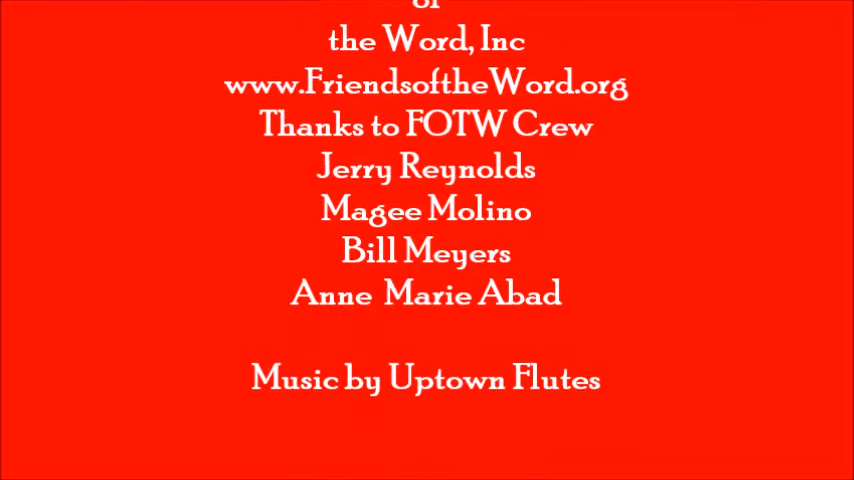 of
the Word, Inc
www.FriendsoftheWord.org
Thanks to FOTW Crew
Jerry Reynolds
Magee Molino
Bill Meyers
Anne Marie Abad
Music by Uptown Flutes